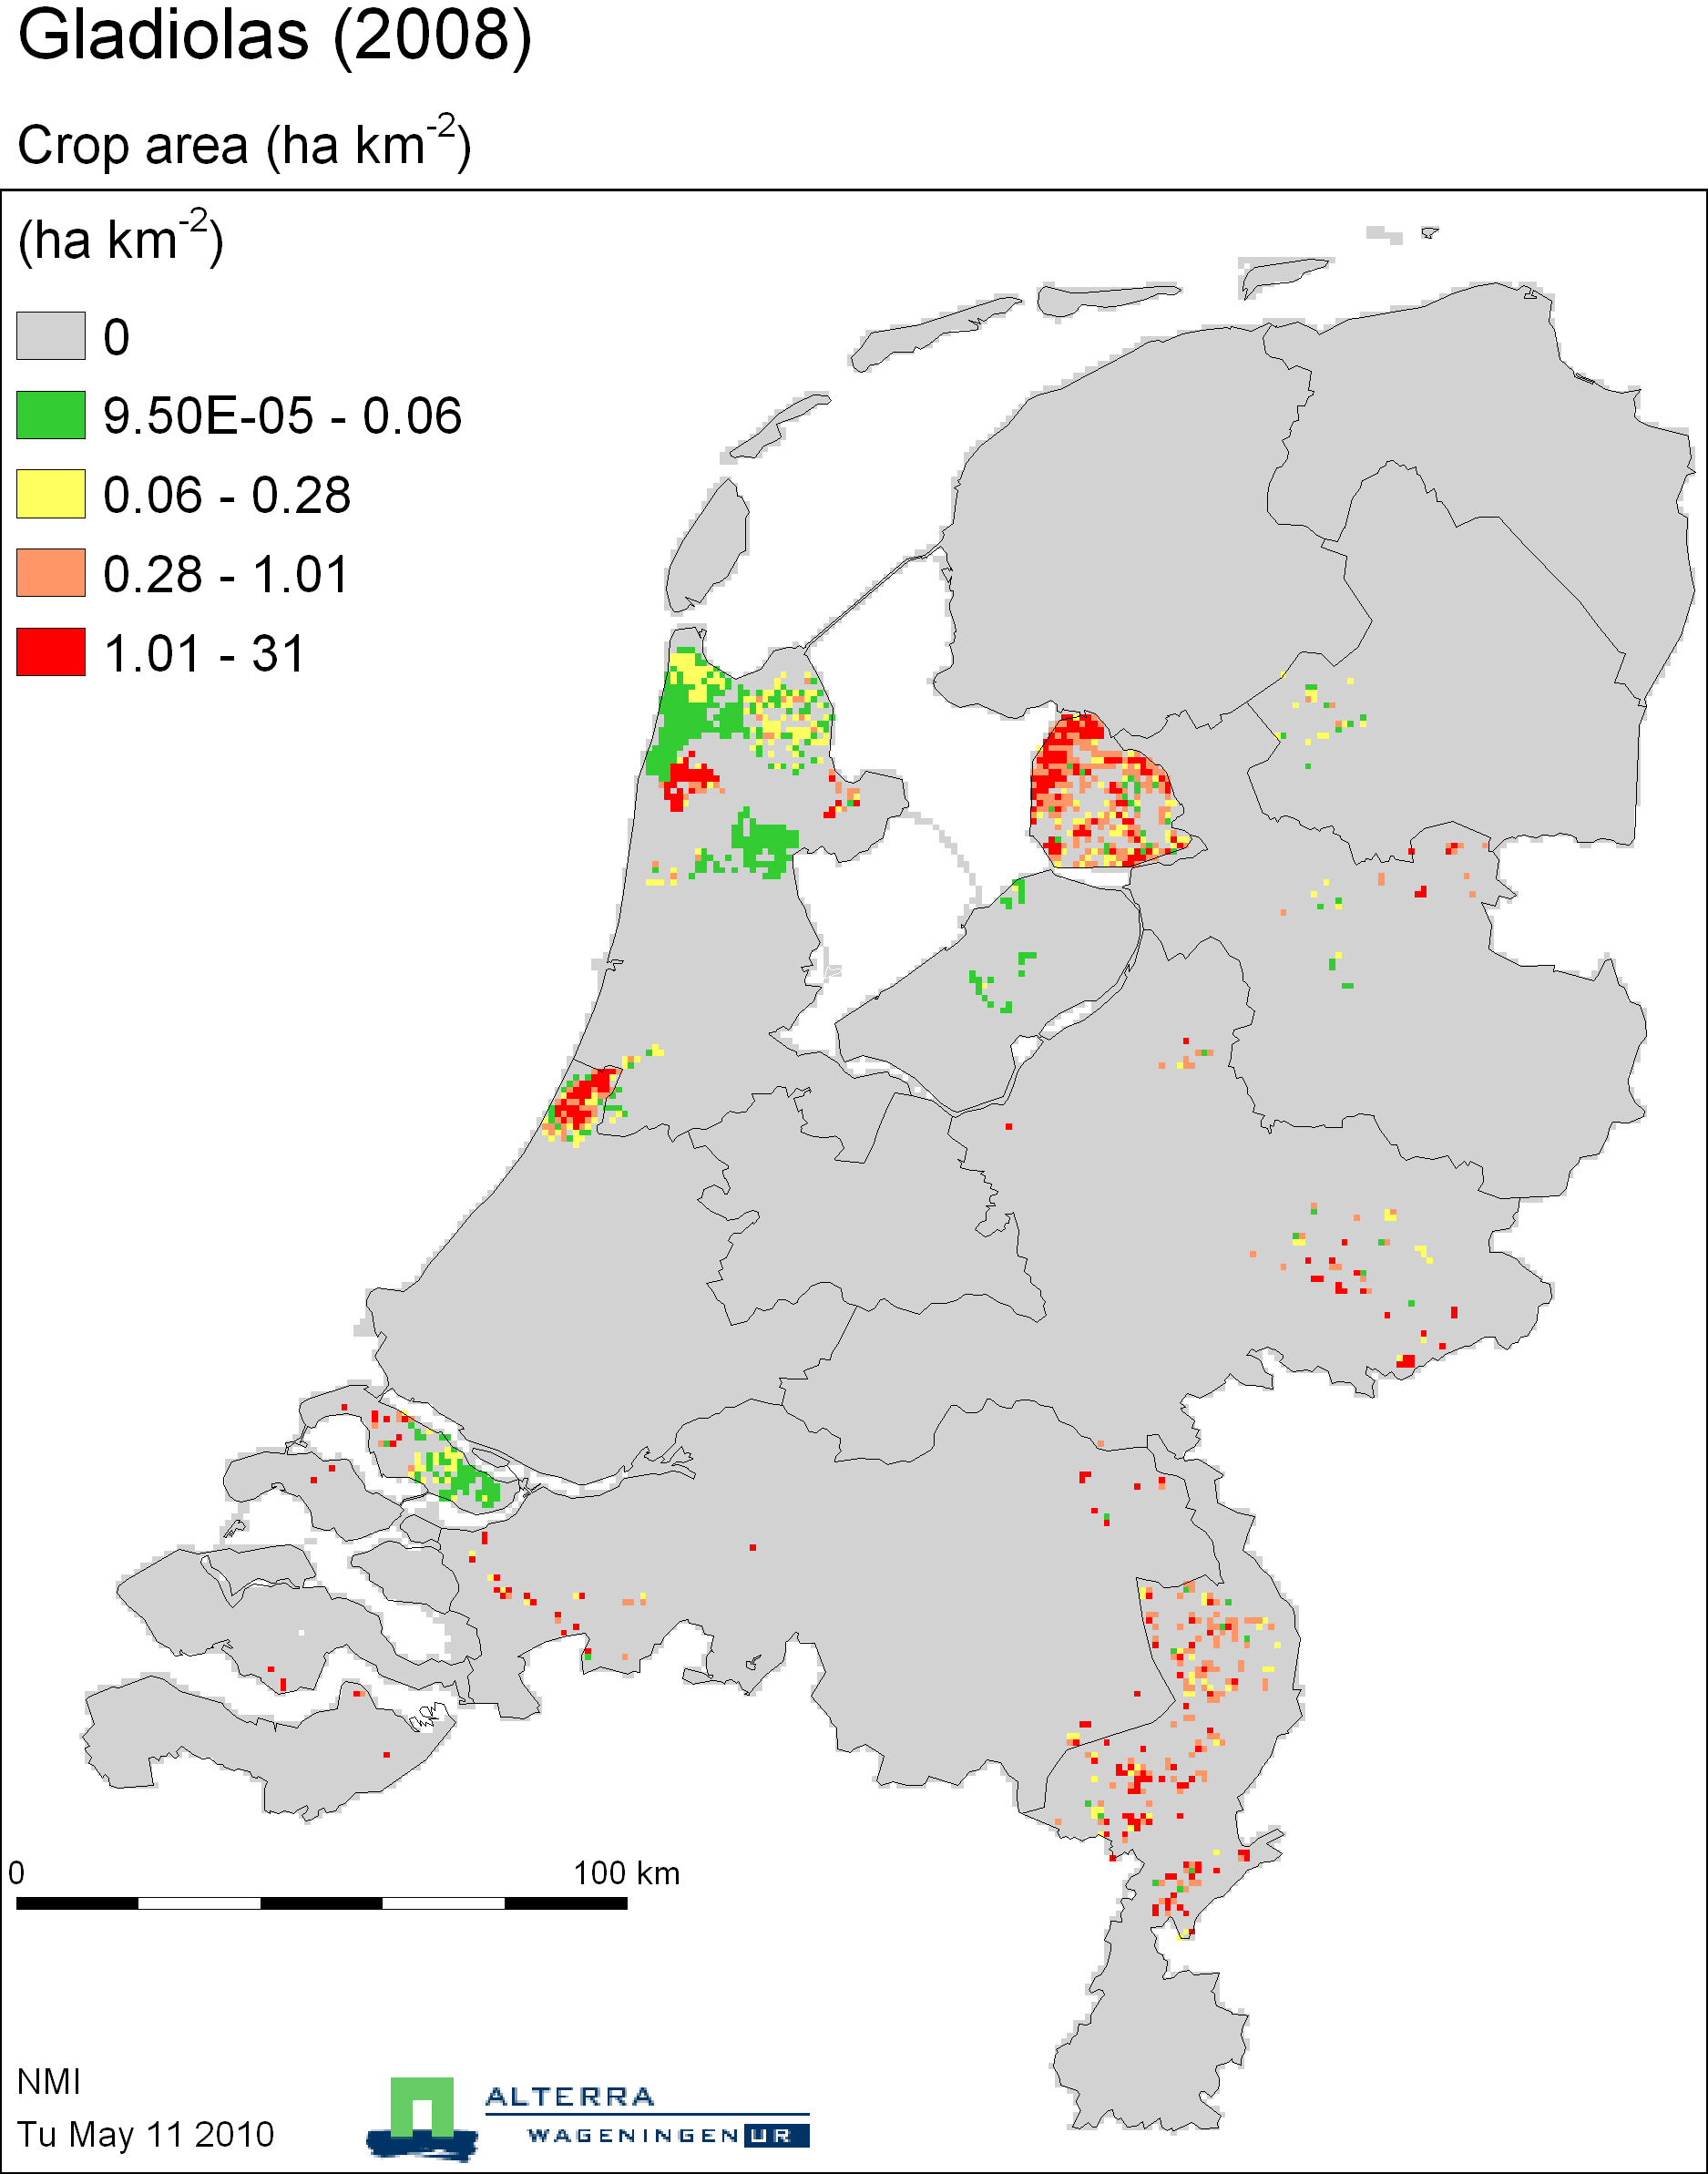 Gladiolas (2008)
Crop area (ha km-2)
(ha km-2)
0
9.50E-05 - 0.06
0.06 - 0.28
0.28 - 1.01
1.01 - 31
0 100 km
NMI
Tu May 11 2010
ALTERRA
WAGENINGEN UR